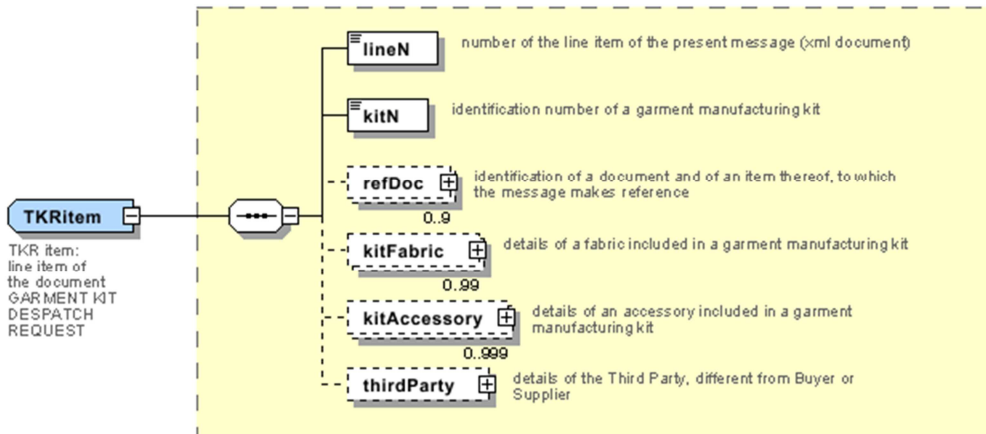 lineN
number of the line item of the present message (xml document)
kitN
identification number of a garment manufacturing kit
refDoc
identification of a document and of an item thereof, to which
the message makes reference
0..9
TKRitem
TKR item:
line item of
the document
GARMENT KIT
DESPATCH
REQUEST
kitFabric
details of a fabric included in a garment manufacturing kit
0..99
kitAccessory
details of an accessory included in a garment
manufacturing kit
0..999
thirdParty
details of the Third Party, different from Buyer or
Supplier